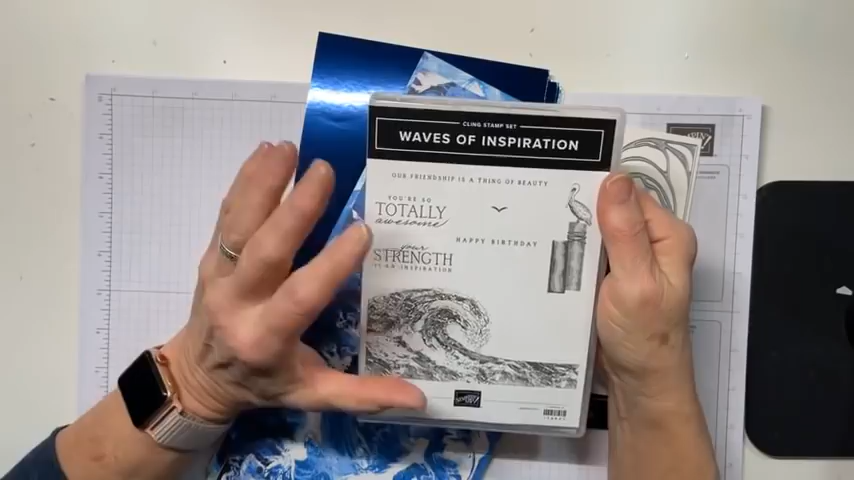 CLING STAMP SET
WAVES OF INSPIRATION
OUR FRIENDSHIP IS A THING OF BEAUTY
YOU'RE SO
TOTALLY
awesome!
HAPPY BIRTHDAY
your
STRENGTH
IS AN INSPIRATION